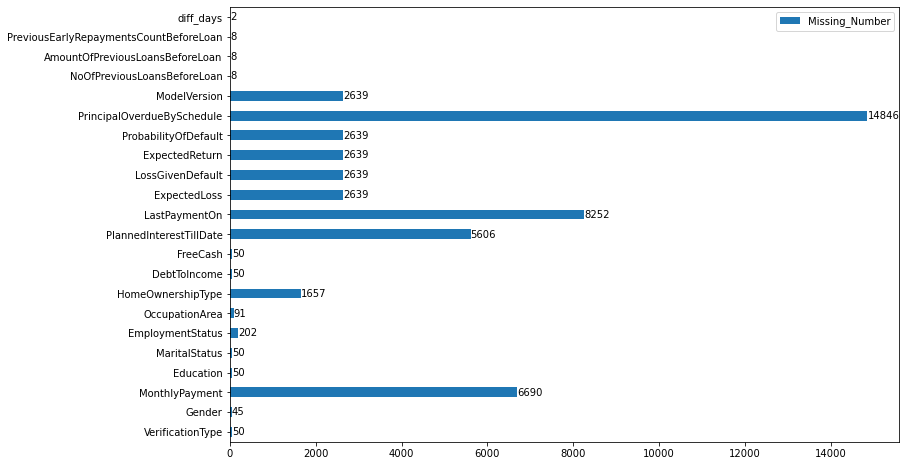 Missing_Number
diff_days 2
PreviousEarlyRepaymentsCountBeforeLoan 8
AmountOfPreviousLoansBeforeLoan 8
NoOfPreviousLoansBeforeLoan 8
ModelVersion 2639
PrincipalOverdueBySchedule 14846
ProbabilityOfDefault 2639
ExpectedReturn 2639
LossGivenDefault 2639
ExpectedLoss 2639
LastPaymentOn 8252
PlannedInterestTillDate 5606
FreeCash 50
DebtToIncome 50
HomeOwnershipType 1657
OccupationArea 91
EmploymentStatus 202
MaritalStatus 50
Education 50
MonthlyPayment 6690
Gender 45
VerificationType 50
0 2000 4000 6000 8000 10000 12000 14000